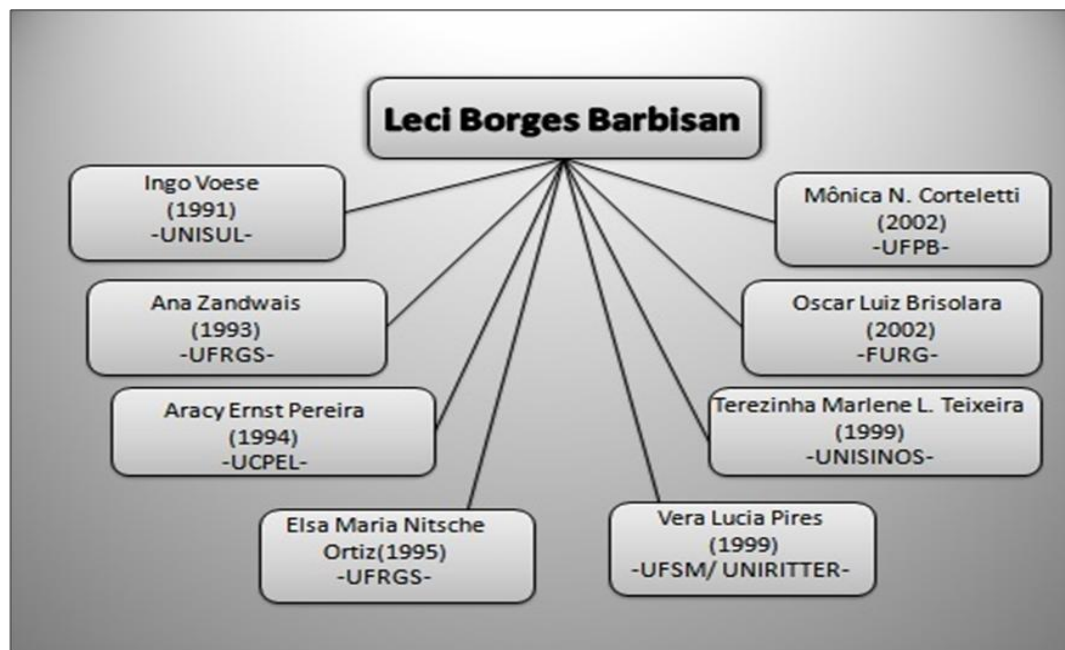 Leci Borges Barbisan
Ingo Voese
(1991)
-UNISUL-
Ana Zandwais
(1993)
-UFRGS-
Aracy Ernst Pereira
(1994)
-UCPEL-
Elsa Maria Nitsche
Ortiz(1995)
-UFRGS-
Vera Lucia Pires
(1999)
-UFSM/ UNIRITTER-
Terezinha Marlene L. Teixeira
(1999)
-UNISINOS-
Oscar Luiz Brisolara
(2002)
-FURG-
Mônica N. Corteletti
(2002)
-UFPB-